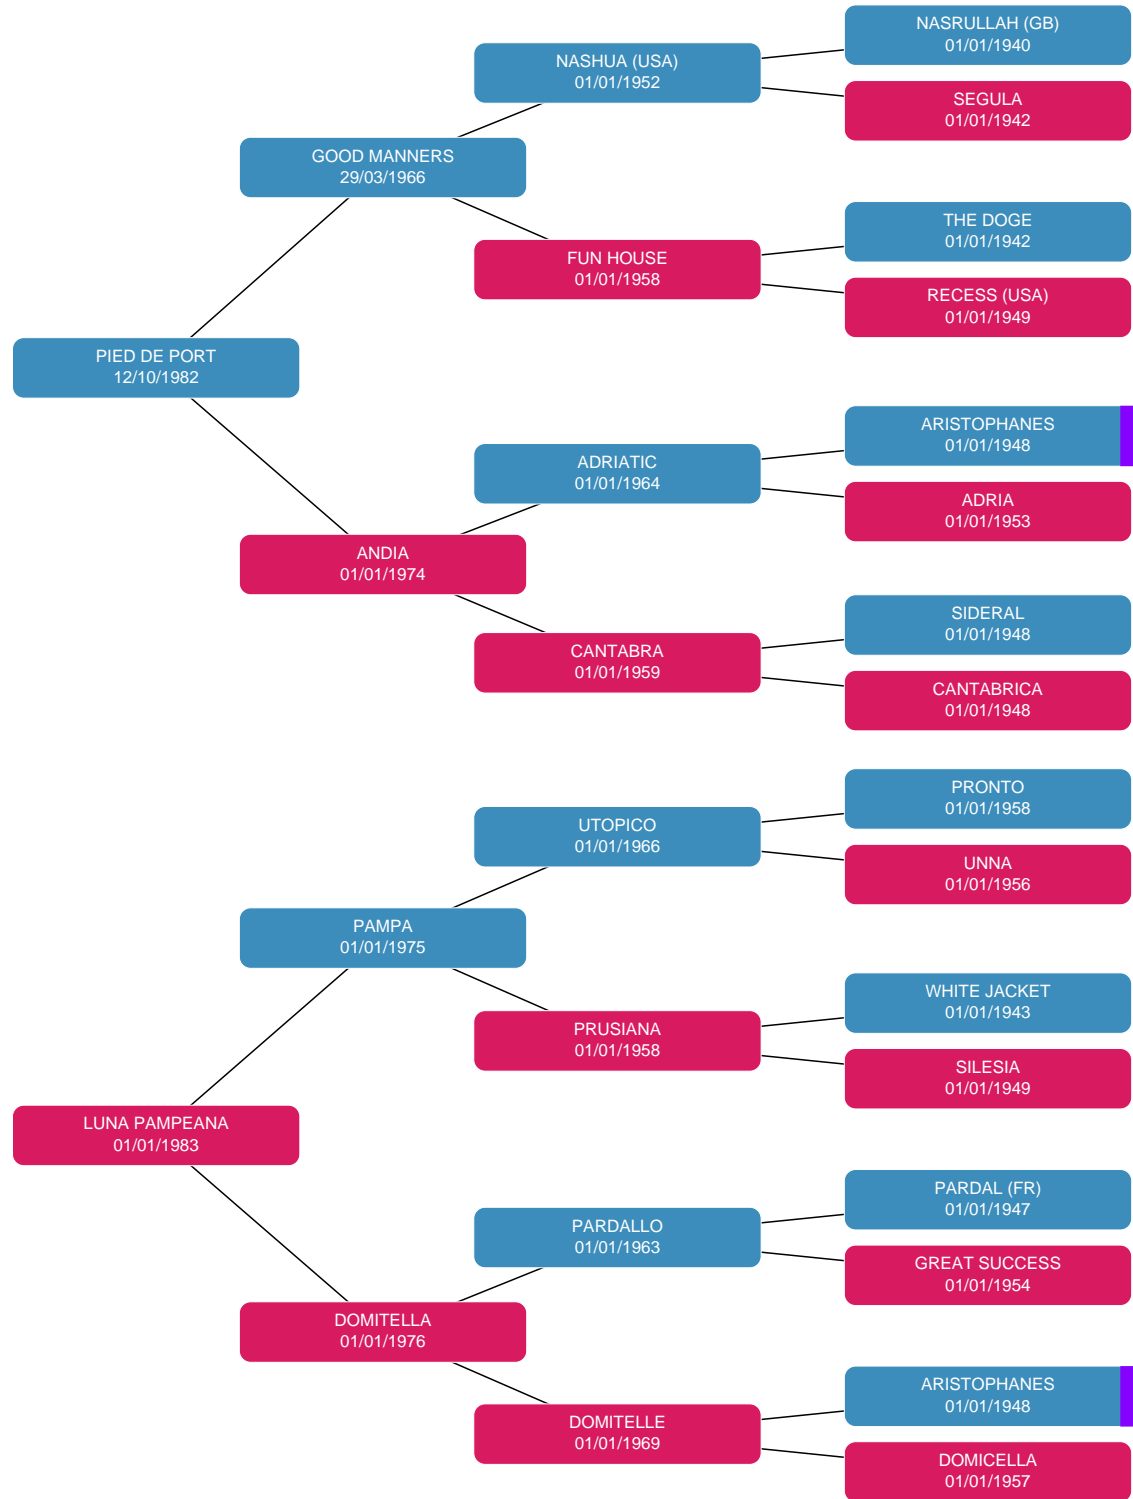 NASRULLAH (GB)
01/01/1940
NASHUA (USA)
01/01/1952
SEGULA
01/01/1942
GOOD MANNERS
29/03/1966
THE DOGE
01/01/1942
FUN HOUSE
01/01/1958
RECESS (USA)
01/01/1949
PIED DE PORT
12/10/1982
ARISTOPHANES
01/01/1948
ADRIATIC
01/01/1964
ADRIA
01/01/1953
ANDIA
01/01/1974
SIDERAL
01/01/1948
CANTABRA
01/01/1959
CANTABRICA
01/01/1948
PRONTO
01/01/1958
UTOPICO
01/01/1966
UNNA
01/01/1956
PAMPA
01/01/1975
WHITE JACKET
01/01/1943
PRUSIANA
01/01/1958
SILESIA
01/01/1949
LUNA PAMPEANA
01/01/1983
PARDAL (FR)
01/01/1947
PARDALLO
01/01/1963
GREAT SUCCESS
01/01/1954
DOMITELLA
01/01/1976
ARISTOPHANES
01/01/1948
DOMITELLE
01/01/1969
DOMICELLA
01/01/1957